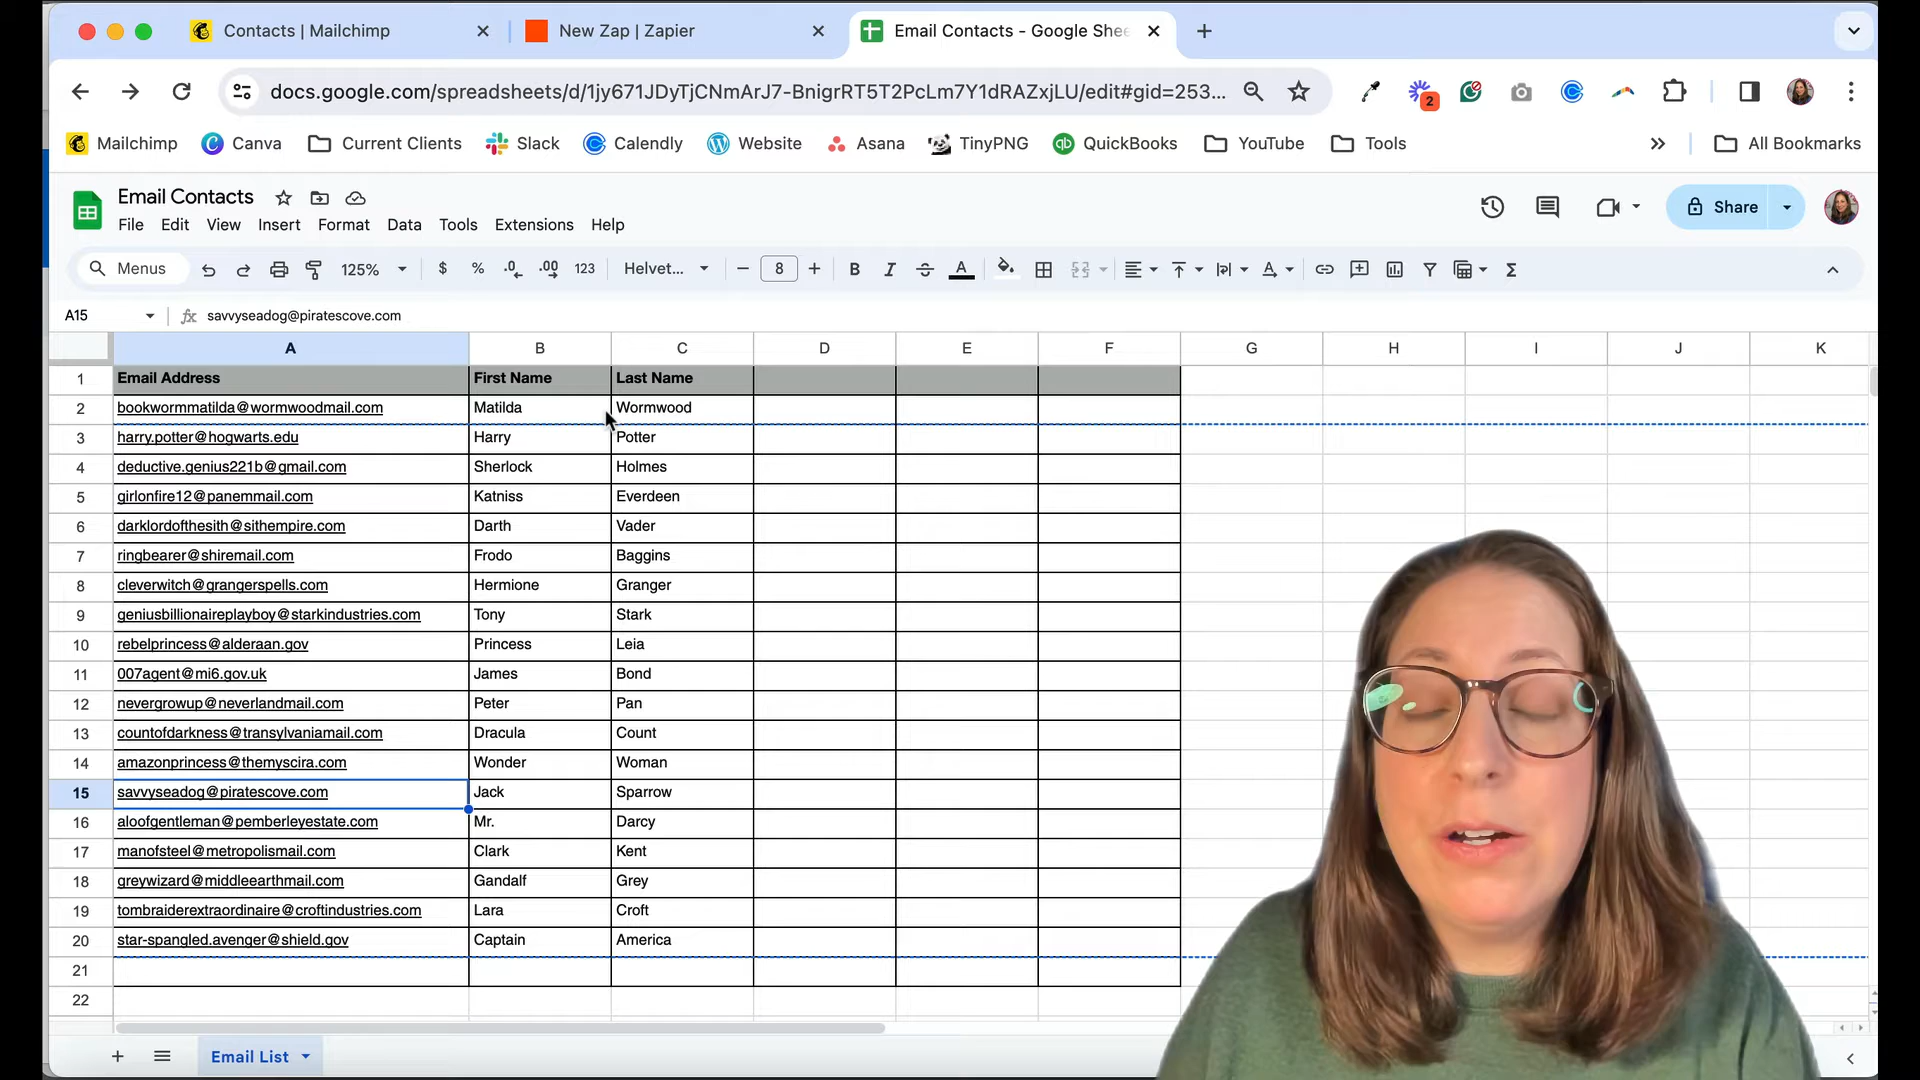 Contacts | Mailchimp
New Zap | Zapier
Email Contacts - Google Shee
docs.google.com/spreadsheets/d/1jy671JDyTjCNmArJ7-BnigrRT5T2PcLm7Y1dRAZxjLU/edit#gid=253...
2
Mailchimp
Canva
Current Clients
Slack
Calendly
Website
Asana
TinyPNG
QuickBooks
YouTube
Tools
All Bookmarks
Email Contacts
File Edit View Insert Format Data Tools Extensions Help
Share
Menus
125%
$ % .0 .00 123
Helvet...
8
B I A
A15
fx savvyseadog@piratescove.com
A B C D E F G H I J K
1 Email Address First Name Last Name
2 bookwormmatilda@wormwoodmail.com Matilda Wormwood
3 harry.potter@hogwarts.edu Harry Potter
4 deductive.genius221b@gmail.com Sherlock Holmes
5 girlonfire12@panemmail.com Katniss Everdeen
6 darklordofthesith@sithempire.com Darth Vader
7 ringbearer@shiremail.com Frodo Baggins
8 cleverwitch@grangerspells.com Hermione Granger
9 geniusbillionaireplayboy@starkindustries.com Tony Stark
10 rebelprincess@alderaan.gov Princess Leia
11 007agent@mi6.gov.uk James Bond
12 nevergrowup@neverlandmail.com Peter Pan
13 countofdarkness@transylvaniamail.com Dracula Count
14 amazonprincess@themyscira.com Wonder Woman
15 savvyseadog@piratescove.com Jack Sparrow
16 aloofgentleman@pemberleyestate.com Mr. Darcy
17 manofsteel@metropolismail.com Clark Kent
18 greywizard@middleearthmail.com Gandalf Grey
19 tombraiderextraordinaire@croftindustries.com Lara Croft
20 star-spangled.avenger@shield.gov Captain America
21
22
Email List